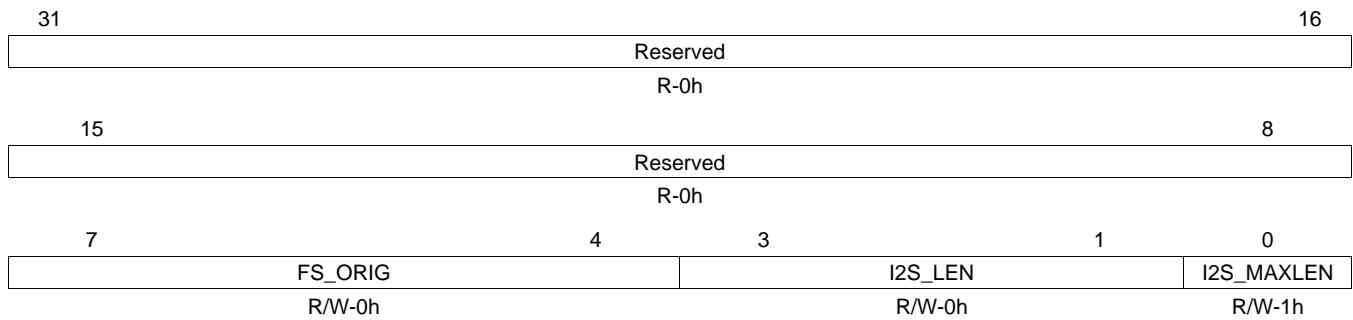 31 16
Reserved
R-0h
15 8
Reserved
R-0h
7 4 3 1 0
FS_ORIG I2S_LEN I2S_MAXLEN
R/W-0h R/W-0h R/W-1h